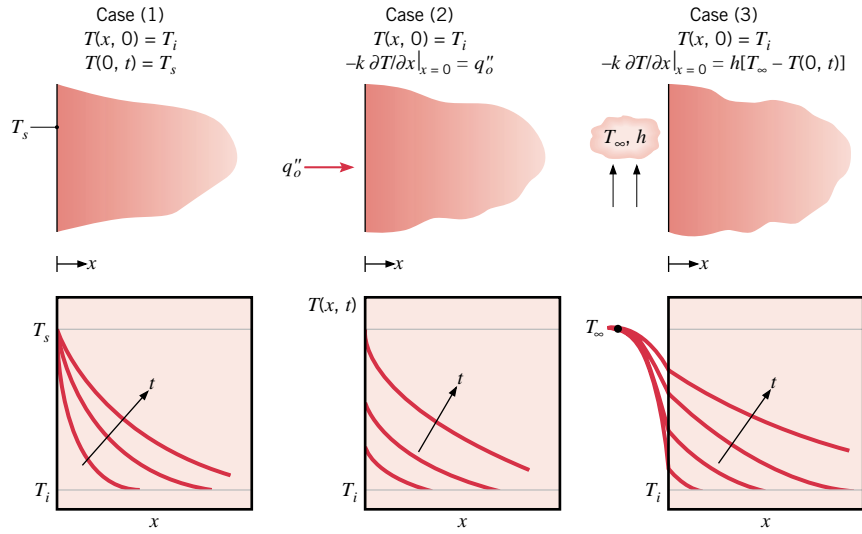 Case (1)
T(x, 0) = T_i
T(0, t) = T_s
T_s
x
Case (2)
T(x, 0) = T_i
−k ∂T/∂x|_{x = 0} = q″_o
q″_o
x
Case (3)
T(x, 0) = T_i
−k ∂T/∂x|_{x = 0} = h[T_∞ − T(0, t)]
T_∞, h
x
T_s
t
T_i
x
T(x, t)
t
x
T_∞
t
T_i
x